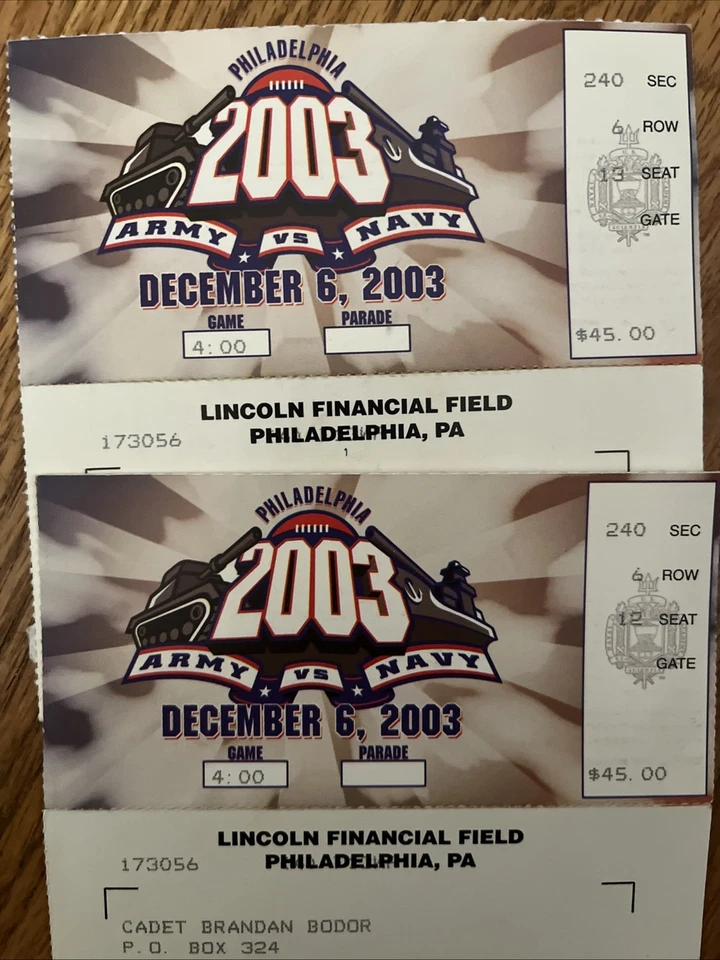 PHILADELPHIA
2003
ARMY VS NAVY
DECEMBER 6, 2003
GAME PARADE
4:00
240 SEC
6 ROW
13 SEAT
GATE
$45.00
LINCOLN FINANCIAL FIELD
173056 PHILADELPHIA, PA
1
PHILADELPHIA
2003
ARMY VS NAVY
DECEMBER 6, 2003
GAME PARADE
4:00
240 SEC
6 ROW
12 SEAT
GATE
$45.00
LINCOLN FINANCIAL FIELD
173056 PHILADELPHIA, PA
CADET BRANDAN BODOR
P.O. BOX 324